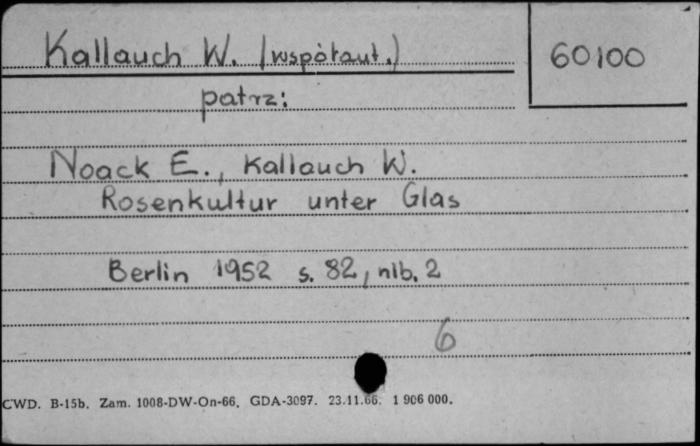 Kallauch W. (współaut.)
60100
patrz:
Noack E., Kallauch W.
Rosenkultur unter Glas
Berlin 1952 s. 82, nlb. 2
6
CWD. B-15b. Zam. 1008-DW-On-66. GDA-3097. 23.11.66. 1 906 000.